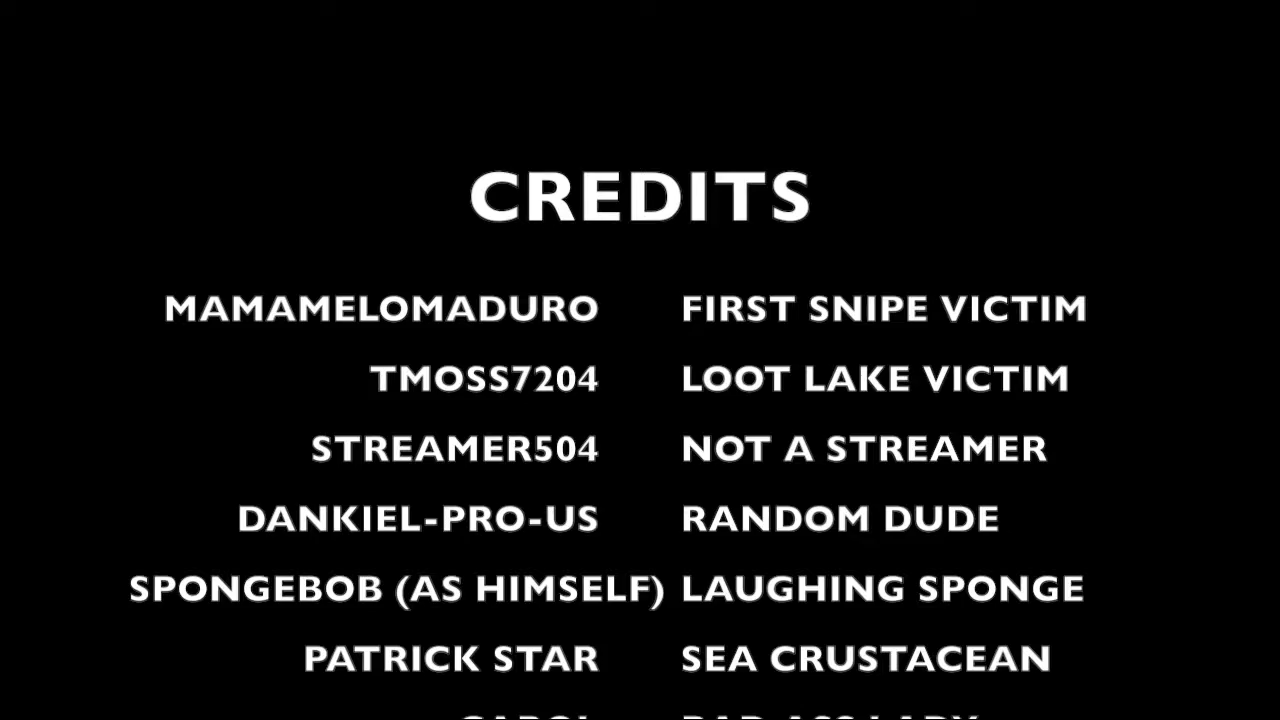 CREDITS
MAMAMELOMADURO FIRST SNIPE VICTIM
TMOSS7204 LOOT LAKE VICTIM
STREAMER504 NOT A STREAMER
DANKIEL-PRO-US RANDOM DUDE
SPONGEBOB (AS HIMSELF) LAUGHING SPONGE
PATRICK STAR SEA CRUSTACEAN